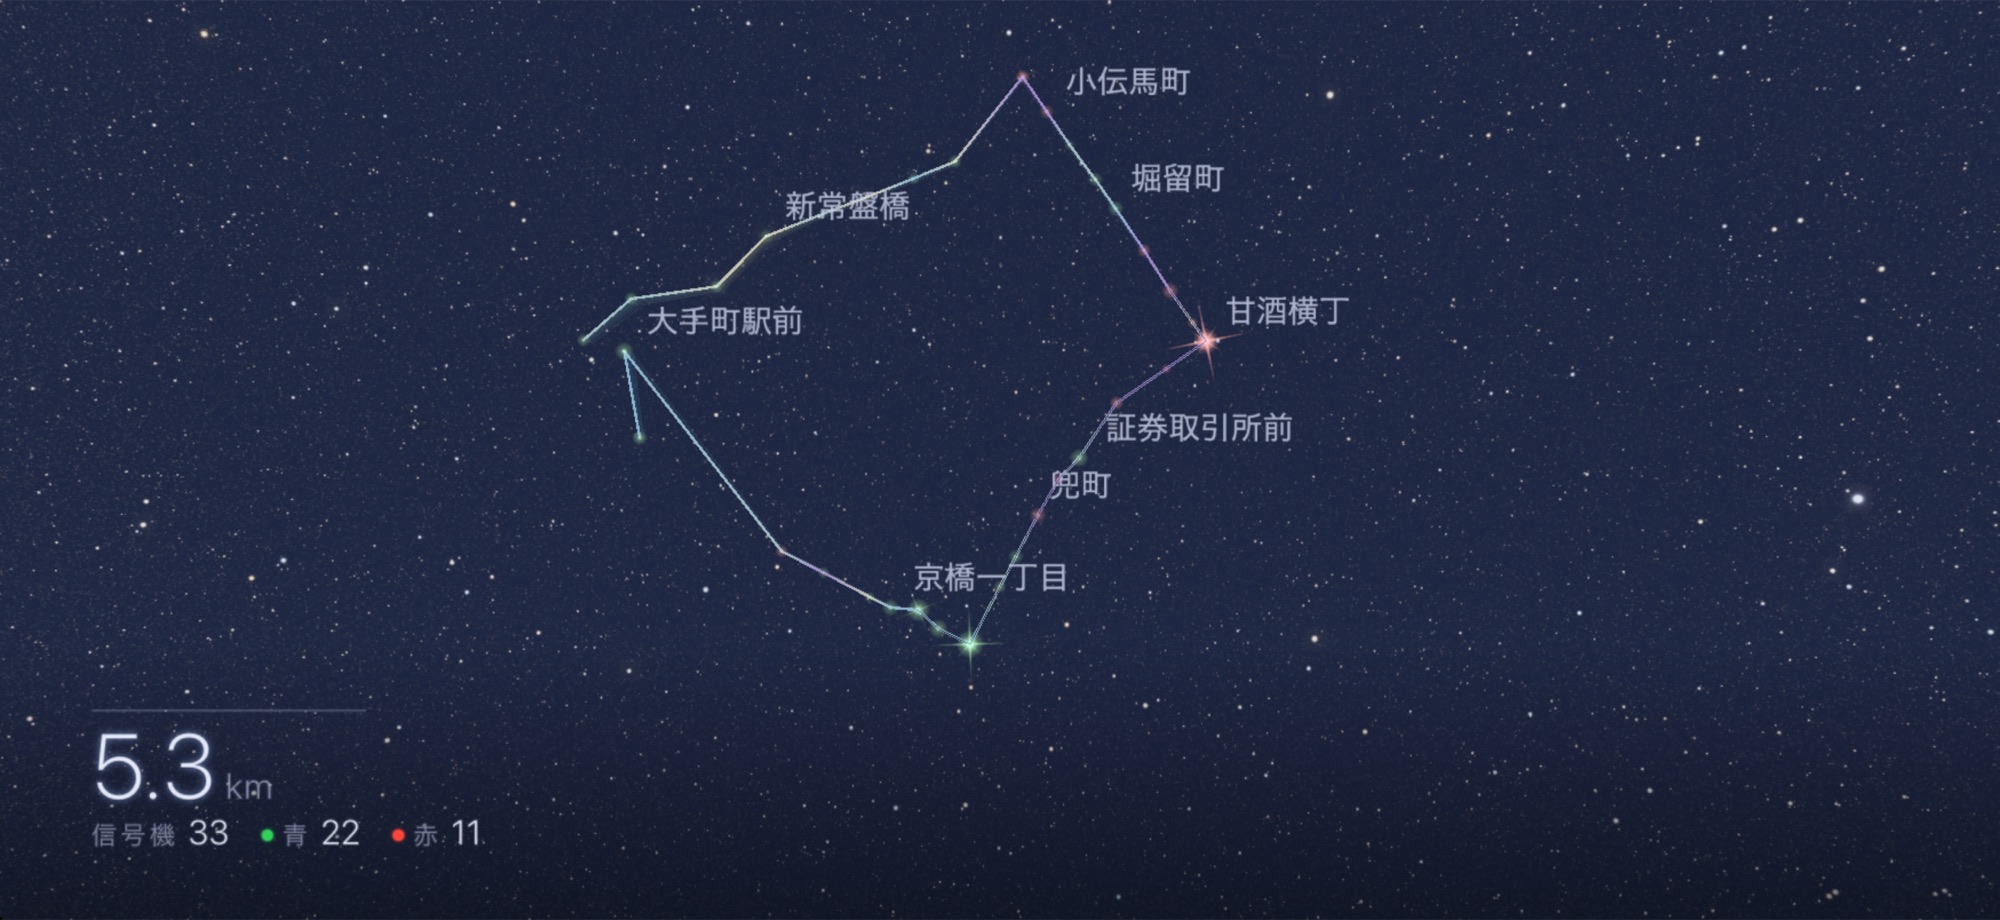 小伝馬町
堀留町
新常盤橋
甘酒横丁
大手町駅前
証券取引所前
兜町
京橋一丁目
5.3 km
信号機 33 青 22 赤 11